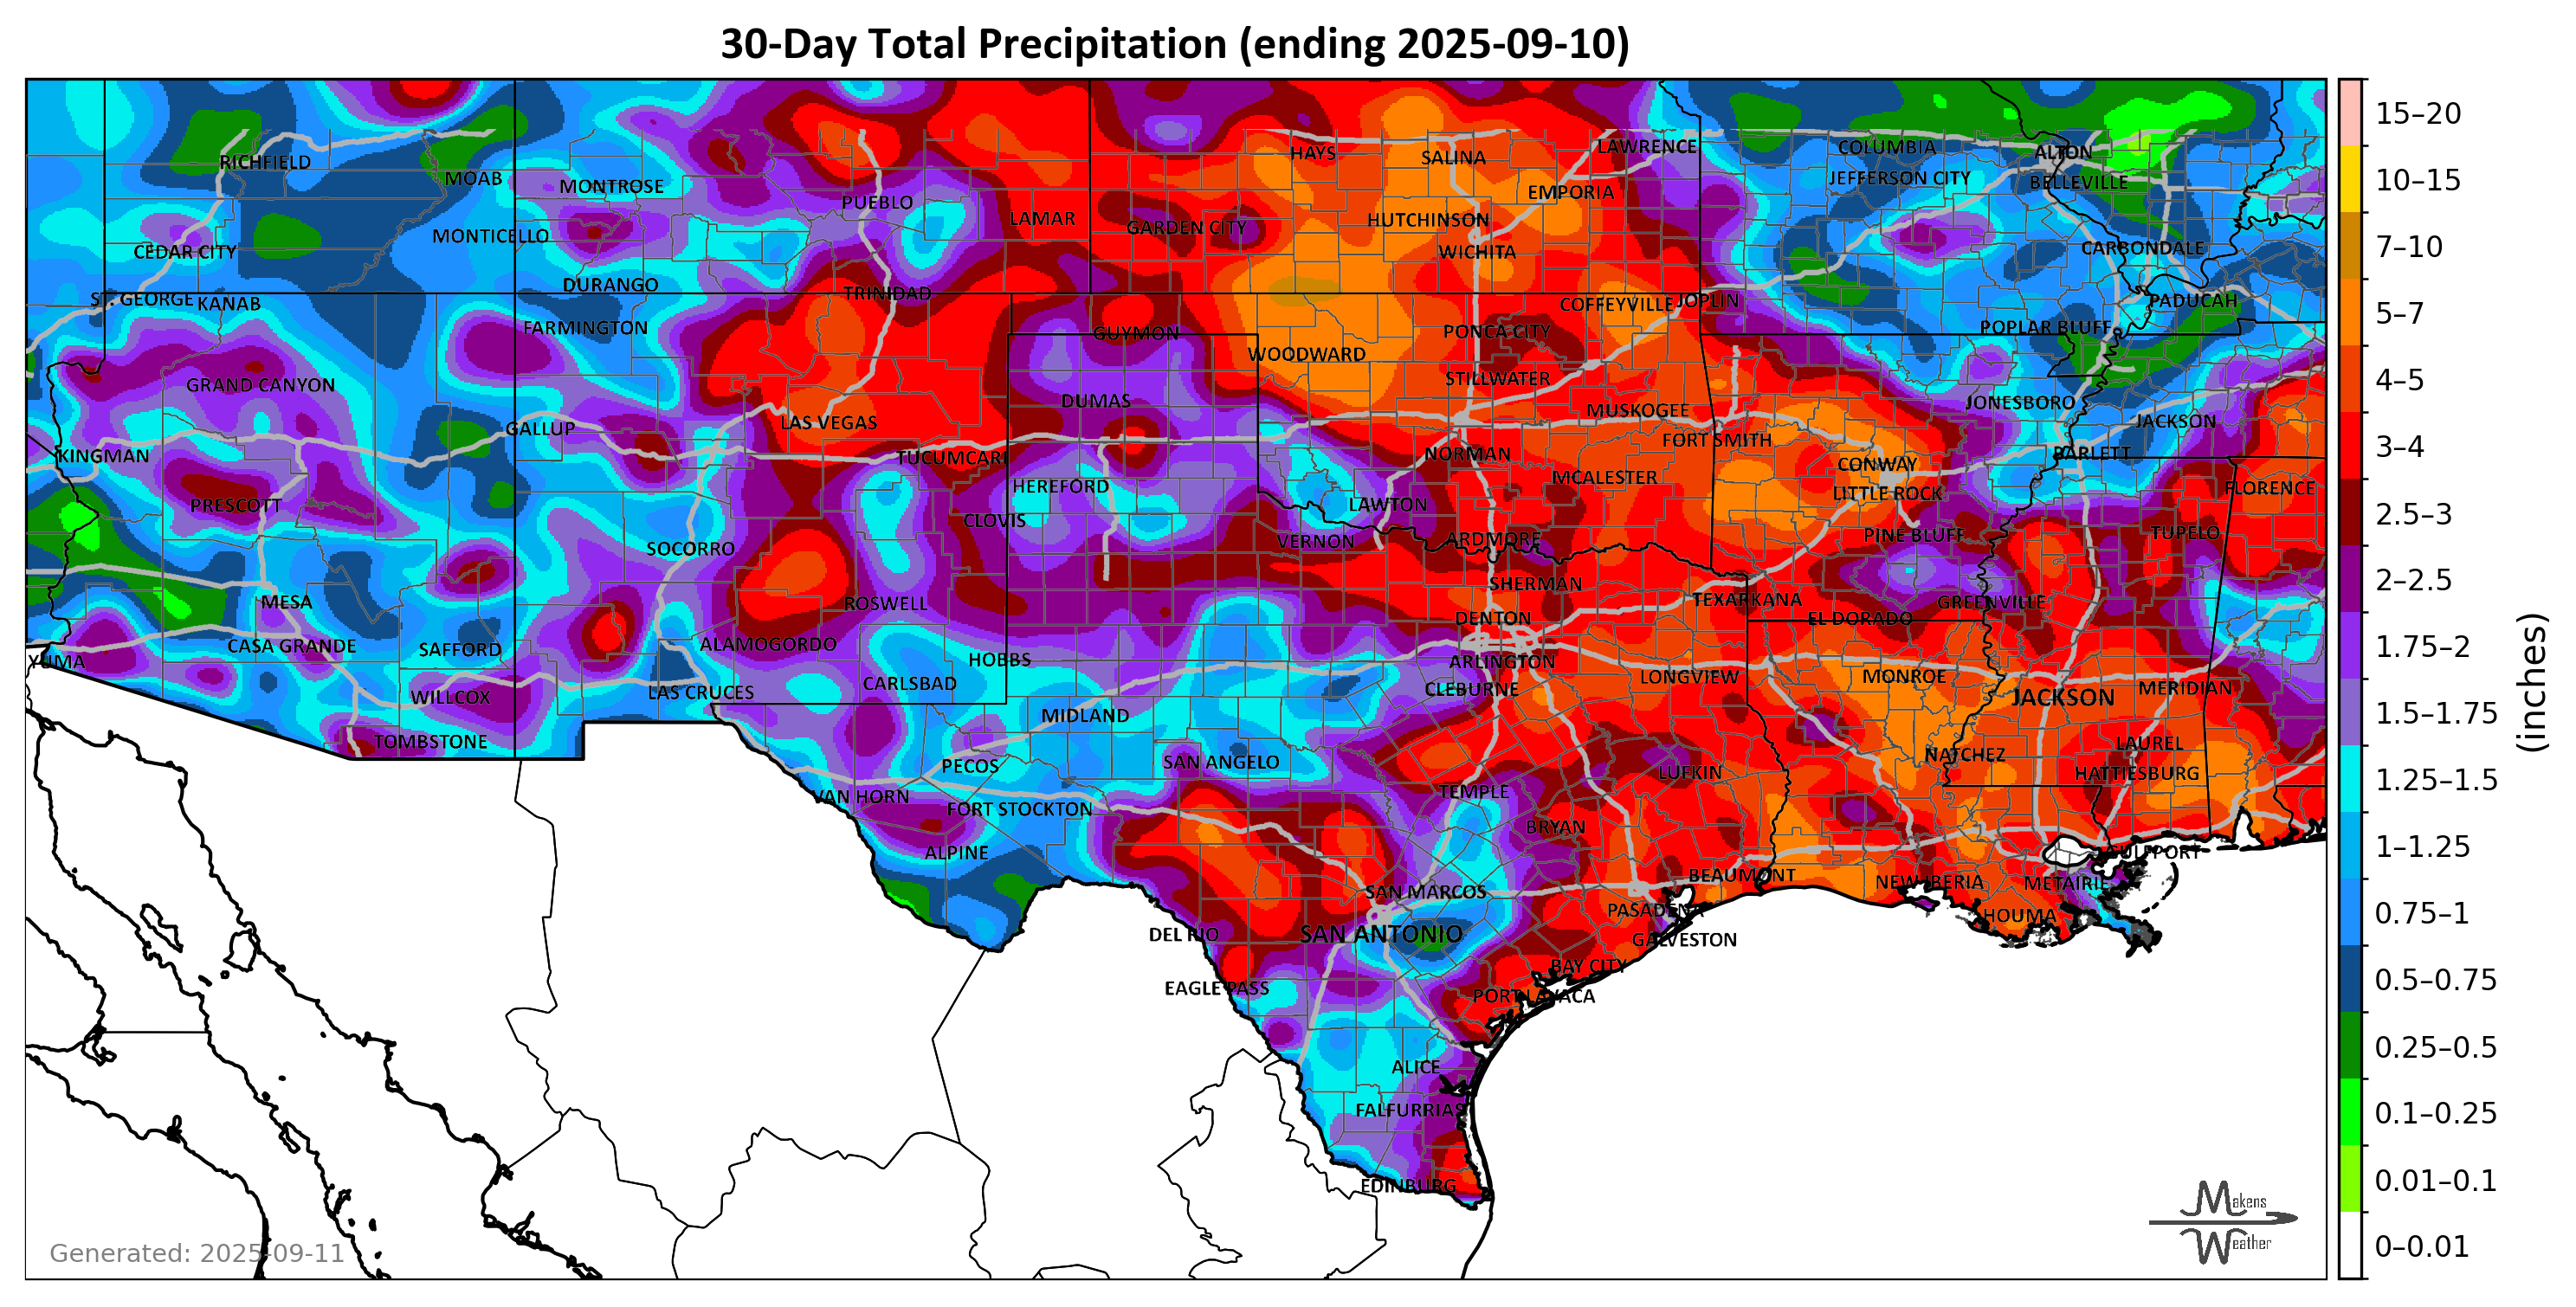 30-Day Total Precipitation (ending 2025-09-10)
RICHFIELD
MOAB
MONTROSE
PUEBLO
LAMAR
HAYS
SALINA
LAWRENCE
COLUMBIA
ALTON
JEFFERSON CITY
BELLEVILLE
EMPORIA
CEDAR CITY
MONTICELLO
GARDEN CITY
HUTCHINSON
WICHITA
CARBONDALE
ST. GEORGE
KANAB
DURANGO
TRINIDAD
COFFEYVILLE
JOPLIN
PADUCAH
FARMINGTON
GUYMON
PONCA CITY
POPLAR BLUFF
WOODWARD
GRAND CANYON
STILLWATER
DUMAS
MUSKOGEE
JONESBORO
JACKSON
GALLUP
LAS VEGAS
FORT SMITH
KINGMAN
TUCUMCARI
NORMAN
CONWAY
BARLETT
HEREFORD
MCALESTER
LITTLE ROCK
FLORENCE
PRESCOTT
LAWTON
CLOVIS
PINE BLUFF
TUPELO
SOCORRO
VERNON
ARDMORE
SHERMAN
MESA
ROSWELL
TEXARKANA
GREENVILLE
DENTON
EL DORADO
CASA GRANDE
SAFFORD
ALAMOGORDO
HOBBS
ARLINGTON
YUMA
CARLSBAD
CLEBURNE
LONGVIEW
MONROE
JACKSON
MERIDIAN
WILLCOX
LAS CRUCES
MIDLAND
TOMBSTONE
PECOS
SAN ANGELO
LUFKIN
NATCHEZ
LAUREL
HATTIESBURG
VAN HORN
FORT STOCKTON
TEMPLE
BRYAN
ALPINE
GULFPORT
SAN MARCOS
BEAUMONT
NEW IBERIA
METAIRIE
PASADENA
HOUMA
DEL RIO
SAN ANTONIO
GALVESTON
BAY CITY
EAGLE PASS
PORT LAVACA
ALICE
FALFURRIAS
EDINBURG
Generated: 2025-09-11
Makens
Weather
15–20
10–15
7–10
5–7
4–5
3–4
2.5–3
2–2.5
1.75–2
1.5–1.75
1.25–1.5
1–1.25
0.75–1
0.5–0.75
0.25–0.5
0.1–0.25
0.01–0.1
0–0.01
(inches)